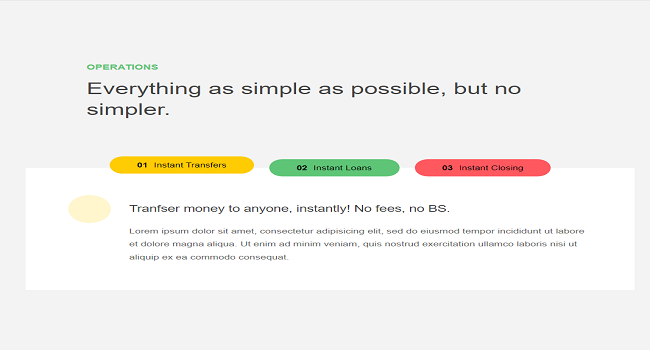 OPERATIONS
Everything as simple as possible, but no
simpler.
01 Instant Transfers
02 Instant Loans
03 Instant Closing
Tranfser money to anyone, instantly! No fees, no BS.
Lorem ipsum dolor sit amet, consectetur adipisicing elit, sed do eiusmod tempor incididunt ut labore
et dolore magna aliqua. Ut enim ad minim veniam, quis nostrud exercitation ullamco laboris nisi ut
aliquip ex ea commodo consequat.